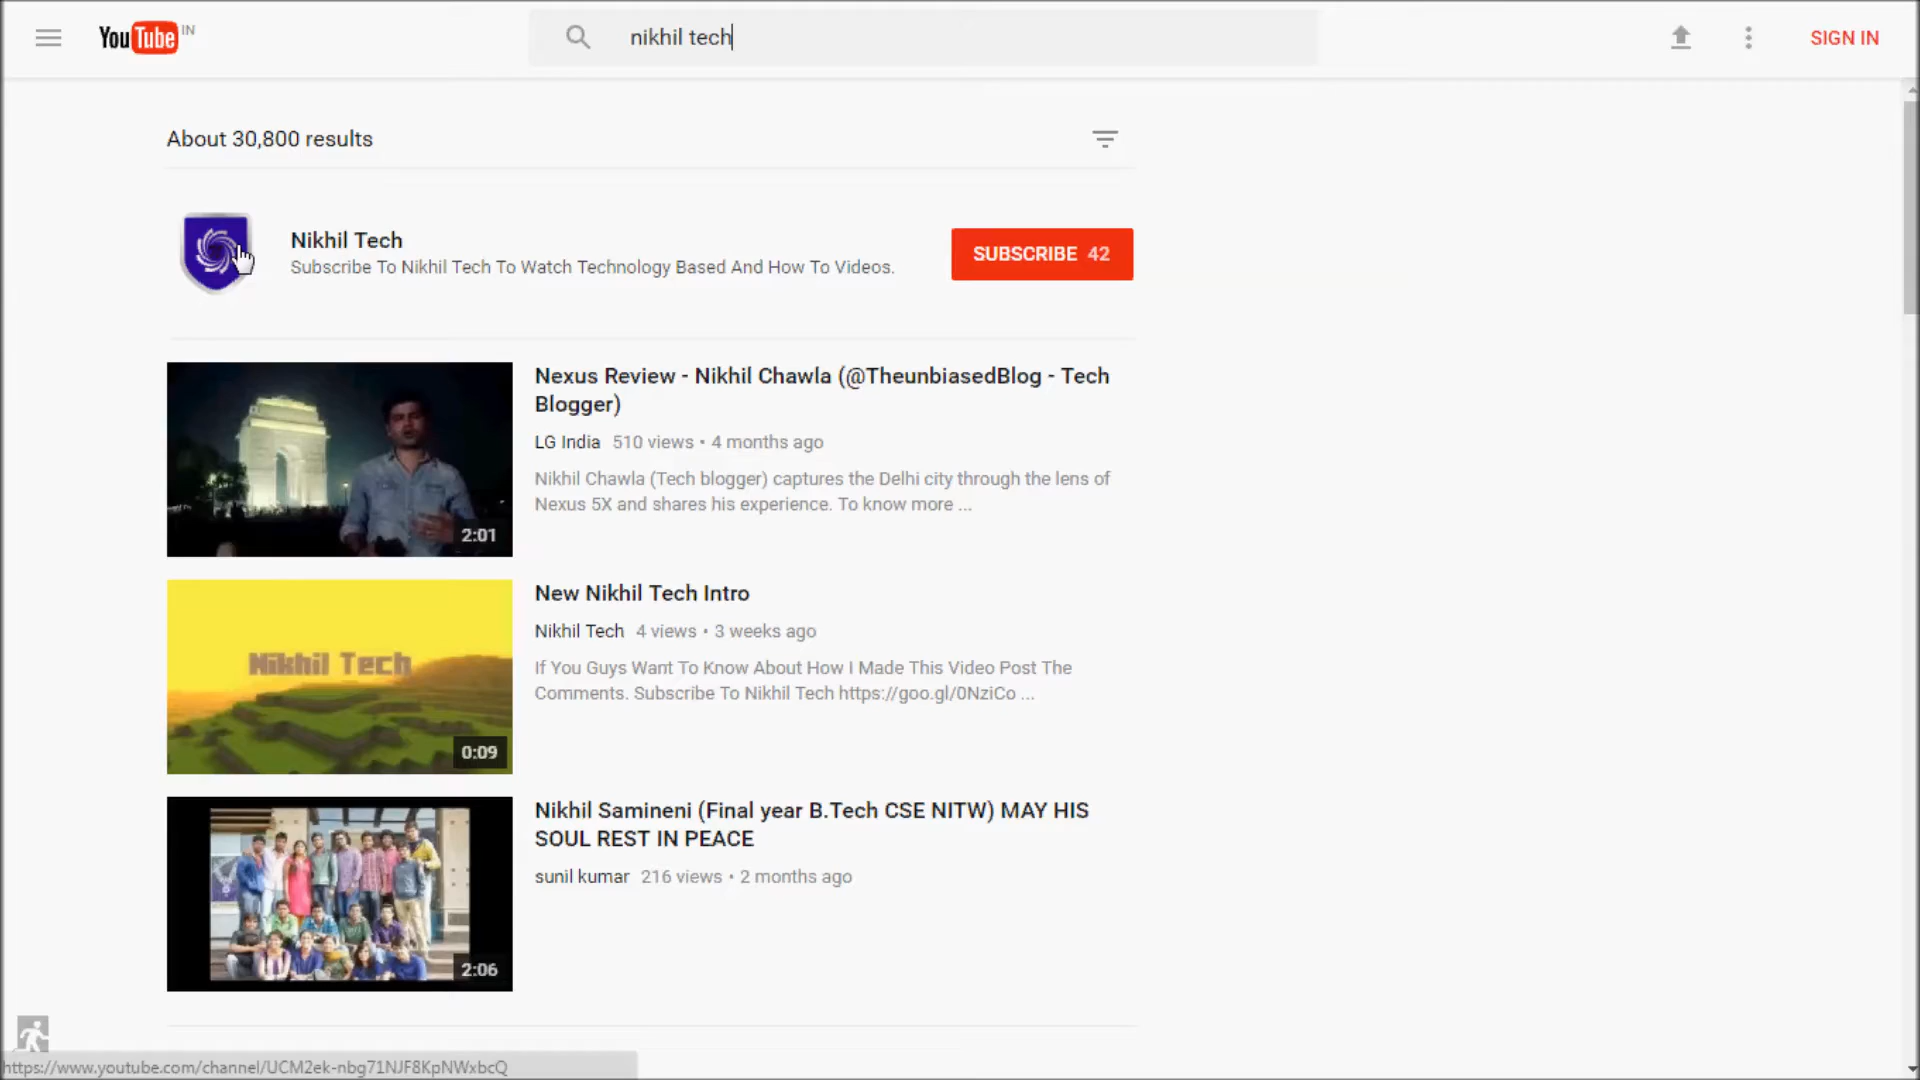 YouTube IN
nikhil tech
SIGN IN
About 30,800 results
Nikhil Tech
Subscribe To Nikhil Tech To Watch Technology Based And How To Videos.
SUBSCRIBE 42
Nexus Review - Nikhil Chawla (@TheunbiasedBlog - Tech
Blogger)
LG India 510 views • 4 months ago
Nikhil Chawla (Tech blogger) captures the Delhi city through the lens of
Nexus 5X and shares his experience. To know more ...
2:01
New Nikhil Tech Intro
Nikhil Tech 4 views • 3 weeks ago
If You Guys Want To Know About How I Made This Video Post The
Comments. Subscribe To Nikhil Tech https://goo.gl/0NziCo ...
Nikhil Tech
0:09
Nikhil Samineni (Final year B.Tech CSE NITW) MAY HIS
SOUL REST IN PEACE
sunil kumar 216 views • 2 months ago
2:06
https://www.youtube.com/channel/UCM2ek-nbg71NJF8KpNWxbcQ